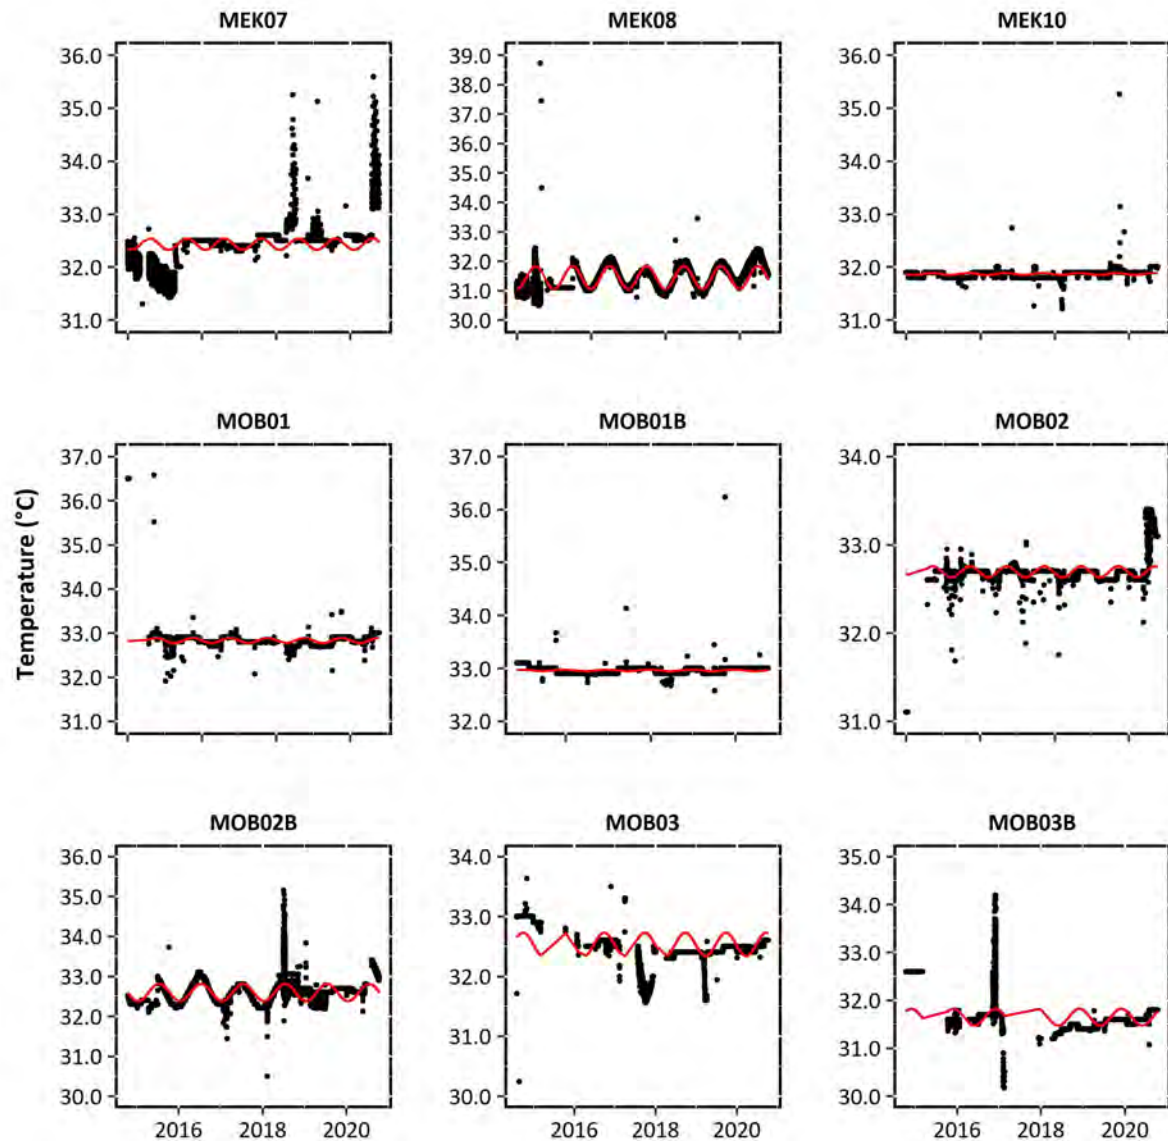 MEK07 MEK08 MEK10
36.0 39.0 36.0
38.0
35.0 37.0 35.0
36.0
34.0 35.0 34.0
34.0
33.0 33.0 33.0
32.0
32.0 31.0 32.0
31.0 30.0 31.0
MOB01 MOB01B MOB02
37.0 37.0 34.0
36.0 36.0
35.0 35.0 33.0
34.0 34.0
33.0 33.0 32.0
32.0
31.0 32.0 31.0
Temperature (°C)
MOB02B MOB03 MOB03B
36.0 34.0 35.0
35.0 34.0
34.0 33.0 33.0
33.0 32.0
32.0 32.0 31.0
31.0 31.0 30.0
30.0 30.0
2016 2018 2020 2016 2018 2020 2016 2018 2020